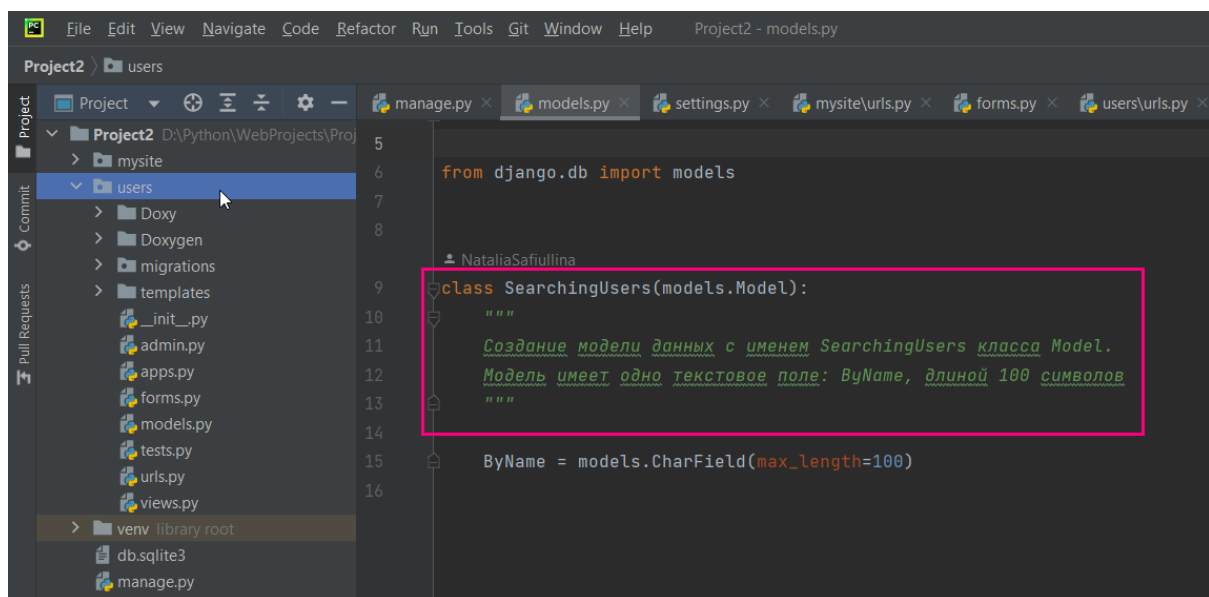 PC File Edit View Navigate Code Refactor Run Tools Git Window Help Project2 - models.py
Project2 users
Project
manage.py models.py settings.py mysite\urls.py forms.py users\urls.py
Project
Commit
Pull Requests
Project2 D:\Python\WebProjects\Proj
mysite
users
Doxy
Doxygen
migrations
templates
__init__.py
admin.py
apps.py
forms.py
models.py
tests.py
urls.py
views.py
venv library root
db.sqlite3
manage.py
5
6 from django.db import models
7
8
NataliaSafiullina
9 class SearchingUsers(models.Model):
10 """
11 Создание модели данных с именем SearchingUsers класса Model.
12 Модель имеет одно текстовое поле: ByName, длиной 100 символов
13 """
14
15 ByName = models.CharField(max_length=100)
16